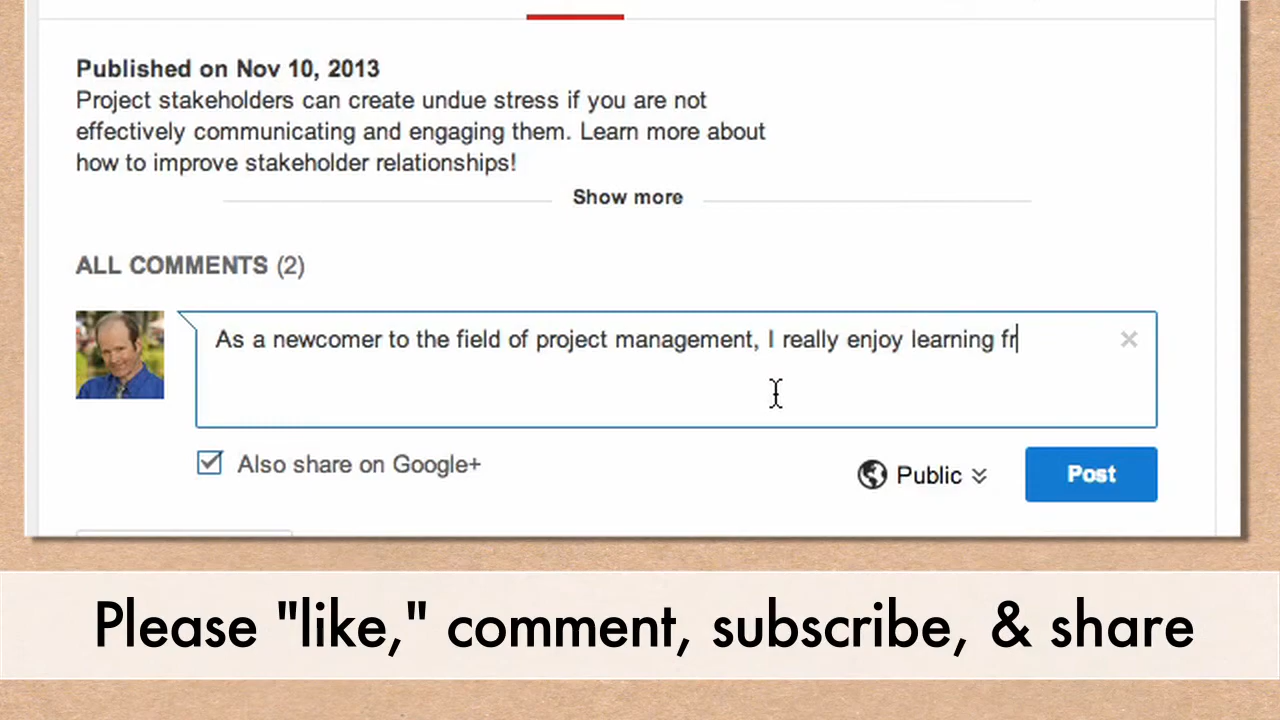 Published on Nov 10, 2013
Project stakeholders can create undue stress if you are not
effectively communicating and engaging them. Learn more about
how to improve stakeholder relationships!
Show more
ALL COMMENTS (2)
As a newcomer to the field of project management, I really enjoy learning fr
Also share on Google+
Public
Post
Please "like," comment, subscribe, & share